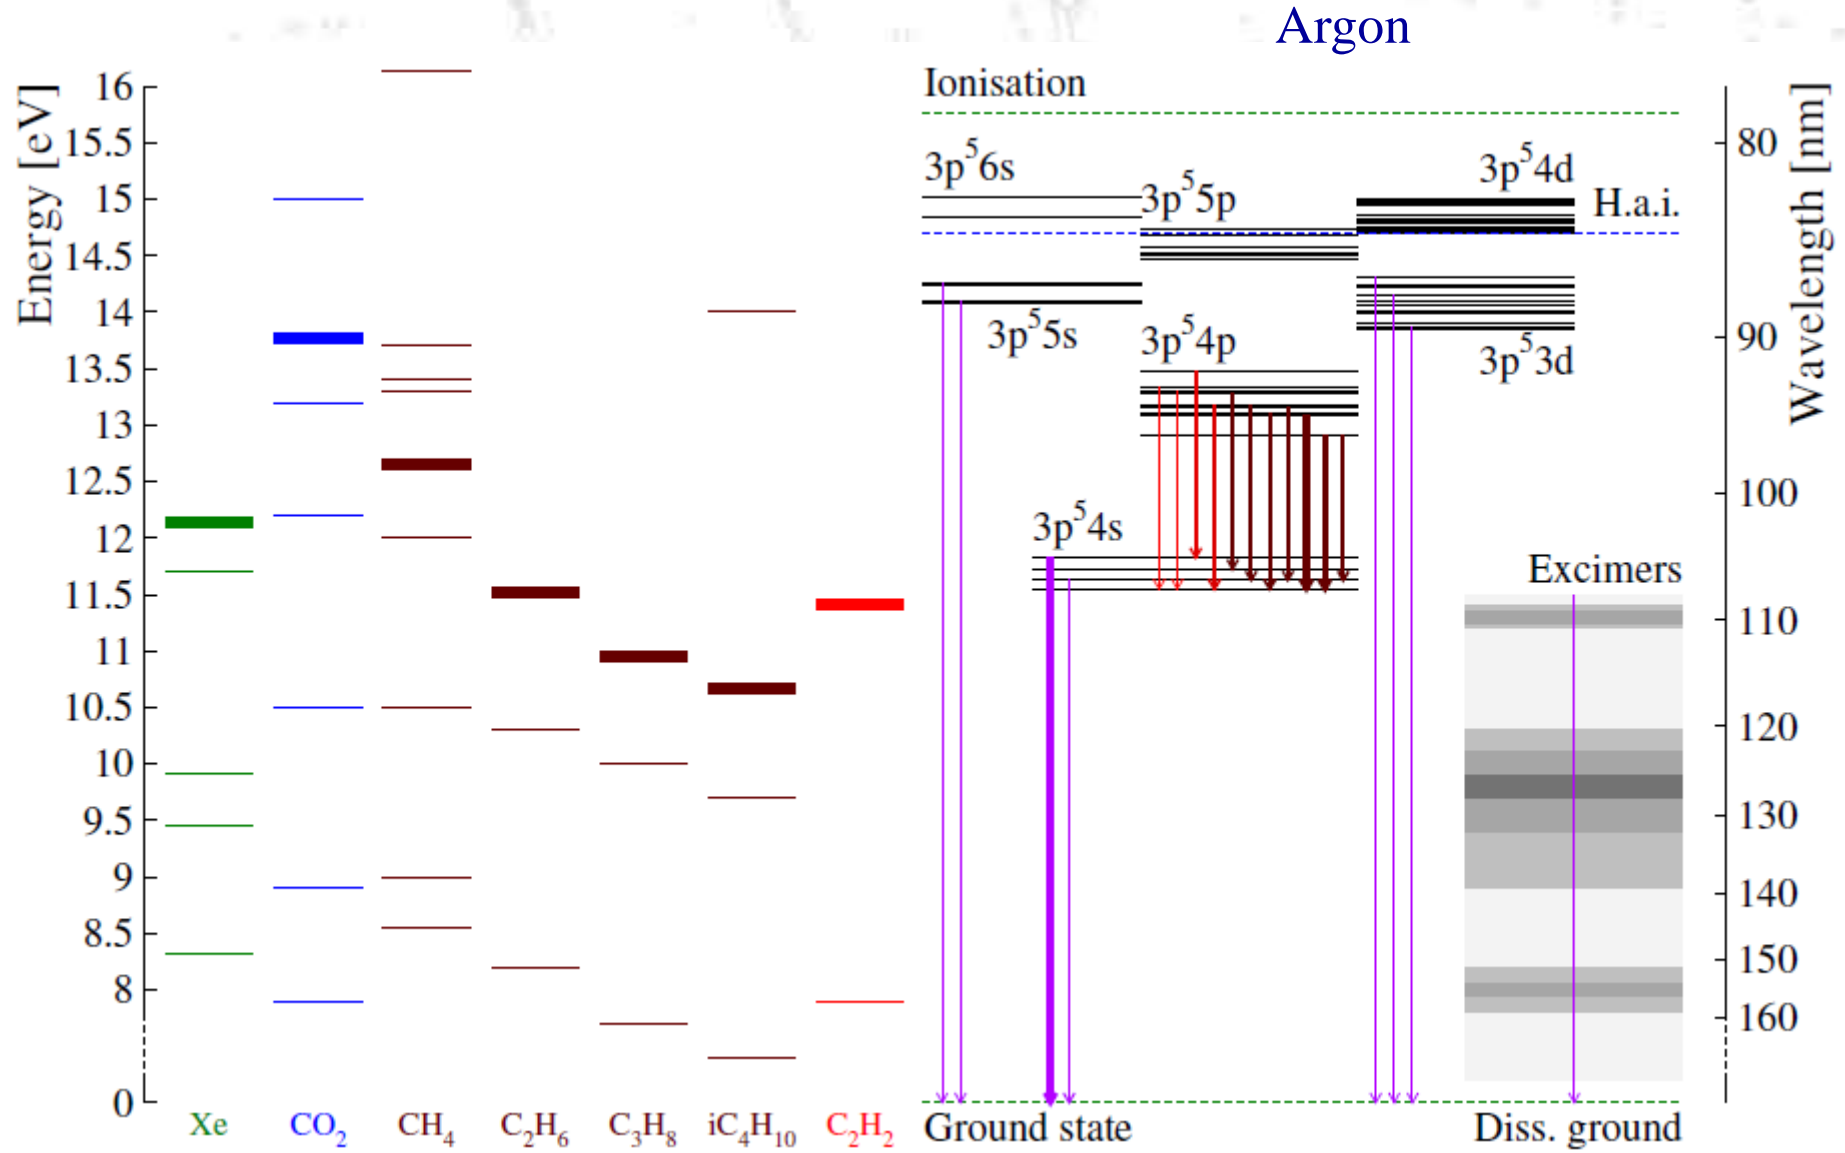 Argon
Energy [eV]
16
15.5
15
14.5
14
13.5
13
12.5
12
11.5
11
10.5
10
9.5
9
8.5
8
0
Xe
CO₂
CH₄
C₂H₆
C₃H₈
iC₄H₁₀
C₂H₂
Ionisation
3p⁵6s
3p⁵5p
3p⁵4d
H.a.i.
3p⁵5s
3p⁵4p
3p⁵3d
3p⁵4s
Excimers
Ground state
Diss. ground
Wavelength [nm]
80
90
100
110
120
130
140
150
160